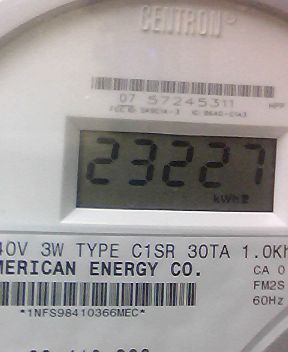 CENTRON®
07 57245311
23227
kWh
40V 3W TYPE C1SR 30TA 1.0Kh
MERICAN ENERGY CO.
CA 0
FM2S
60Hz
*1NFS98410366MEC*